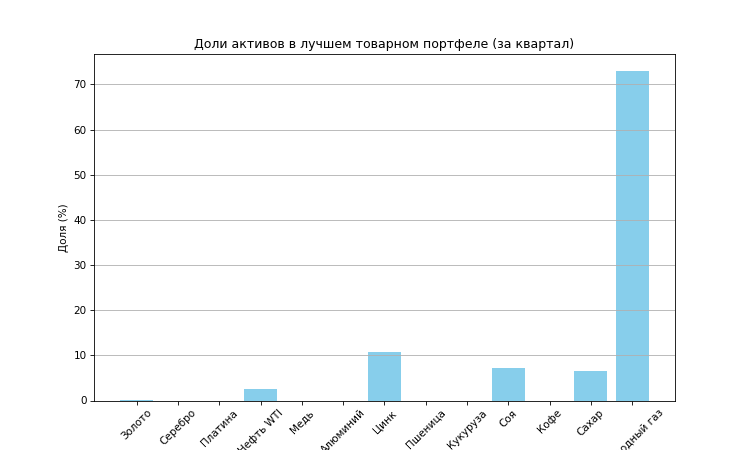 Доли активов в лучшем товарном портфеле (за квартал)
Доля (%)
70
60
50
40
30
20
10
0
Золото
Серебро
Платина
Нефть WTI
Медь
Алюминий
Цинк
Пшеница
Кукуруза
Соя
Кофе
Сахар
газ